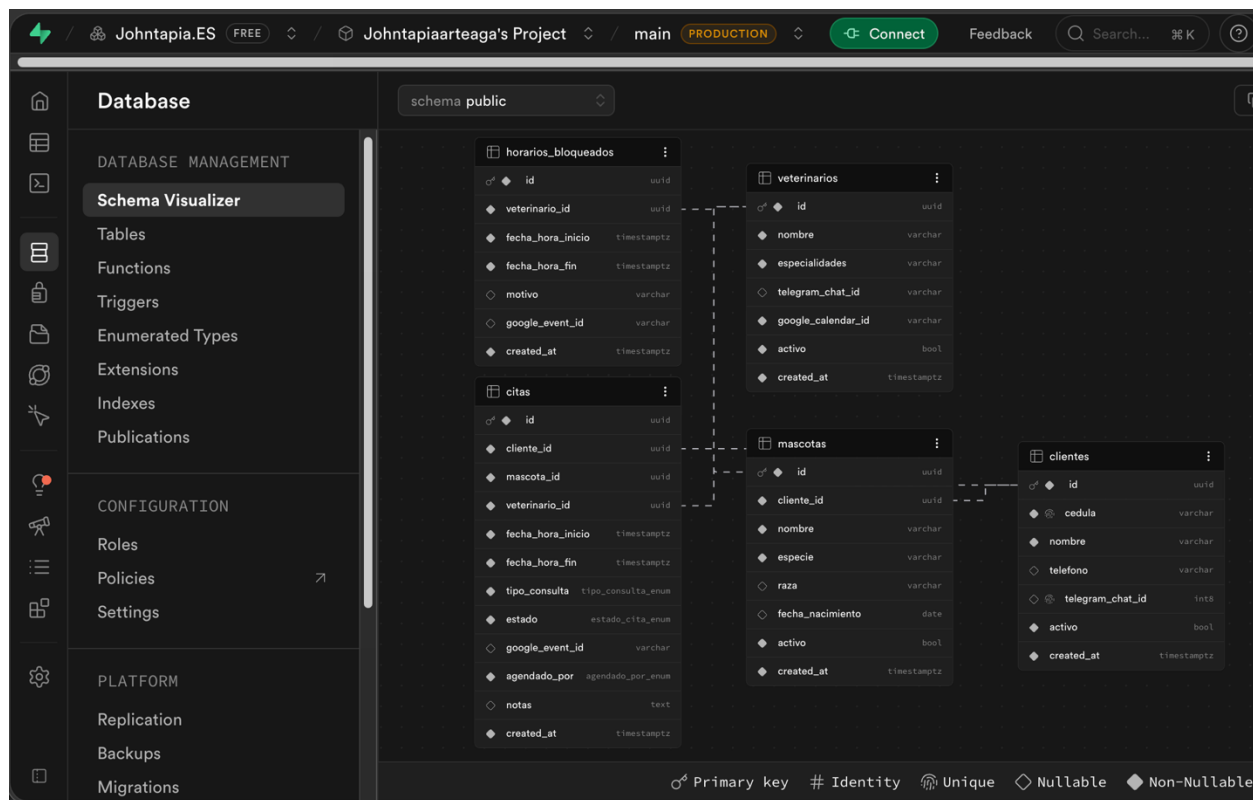 / Johntapia.ES FREE / Johntapiaarteaga's Project / main PRODUCTION Connect Feedback Search... ⌘ K
Database
schema public
DATABASE MANAGEMENT
Schema Visualizer
Tables
Functions
Triggers
Enumerated Types
Extensions
Indexes
Publications
CONFIGURATION
Roles
Policies
Settings
PLATFORM
Replication
Backups
Migrations
horarios_bloqueados
id uuid
veterinario_id uuid
fecha_hora_inicio timestamptz
fecha_hora_fin timestamptz
motivo varchar
google_event_id varchar
created_at timestamptz
citas
id uuid
cliente_id uuid
mascota_id uuid
veterinario_id uuid
fecha_hora_inicio timestamptz
fecha_hora_fin timestamptz
tipo_consulta tipo_consulta_enum
estado estado_cita_enum
google_event_id varchar
agendado_por agendado_por_enum
notas text
created_at timestamptz
veterinarios
id uuid
nombre varchar
especialidades varchar
telegram_chat_id varchar
google_calendar_id varchar
activo bool
created_at timestamptz
mascotas
id uuid
cliente_id uuid
nombre varchar
especie varchar
raza varchar
fecha_nacimiento date
activo bool
created_at timestamptz
clientes
id uuid
cedula varchar
nombre varchar
telefono varchar
telegram_chat_id int8
activo bool
created_at timestamptz
Primary key # Identity Unique Nullable Non-Nullable